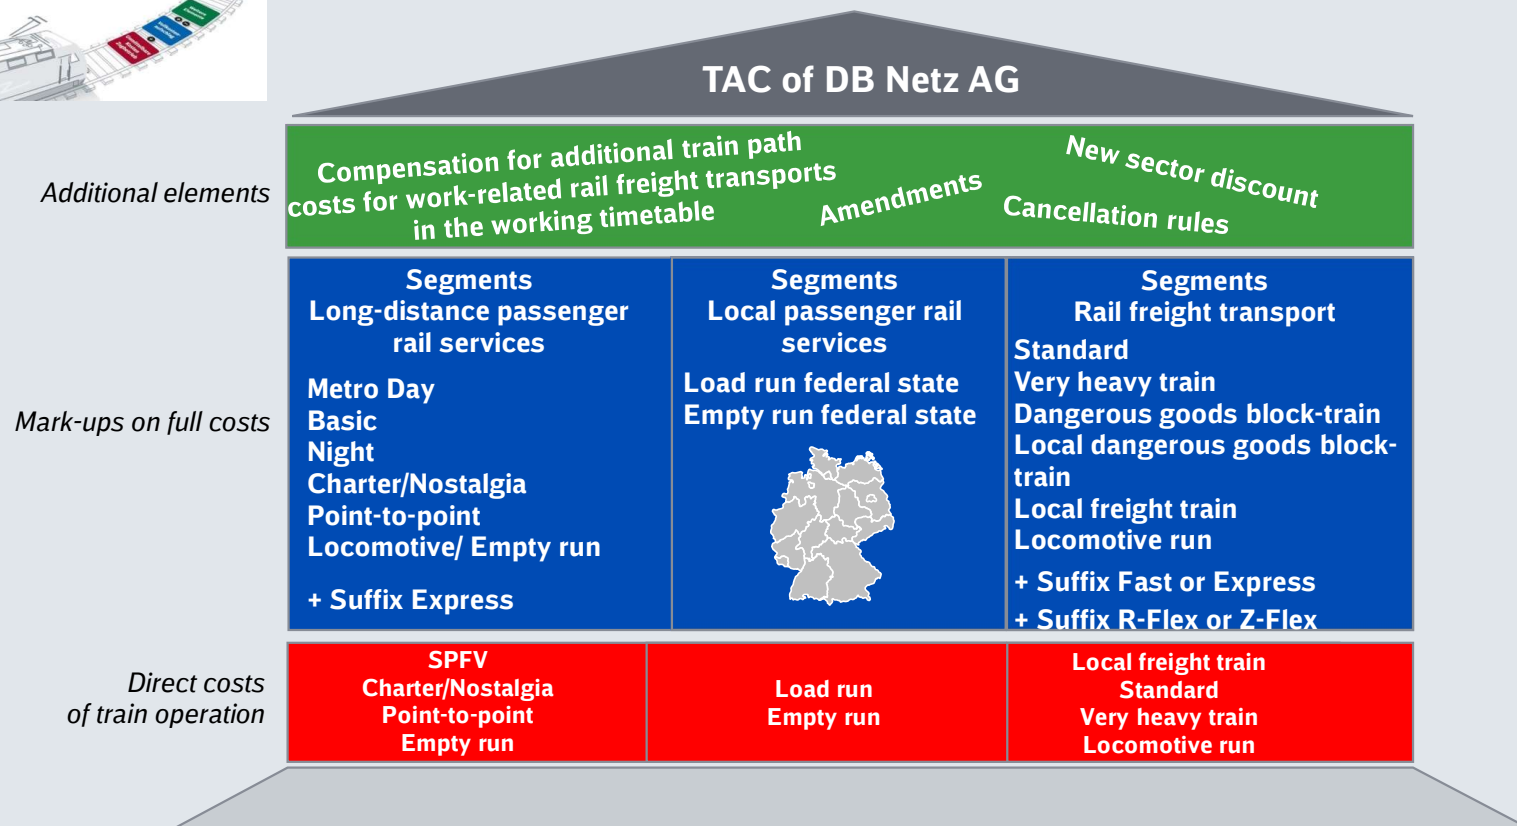 TAC of DB Netz AG
Additional elements
Compensation for additional train path
costs for work-related rail freight transports
in the working timetable
Amendments
New sector discount
Cancellation rules
Mark-ups on full costs
Segments
Long-distance passenger
rail services
Metro Day
Basic
Night
Charter/Nostalgia
Point-to-point
Locomotive/ Empty run
+ Suffix Express
Segments
Local passenger rail
services
Load run federal state
Empty run federal state
Segments
Rail freight transport
Standard
Very heavy train
Dangerous goods block-train
Local dangerous goods block-
train
Local freight train
Locomotive run
+ Suffix Fast or Express
+ Suffix R-Flex or Z-Flex
Direct costs
of train operation
SPFV
Charter/Nostalgia
Point-to-point
Empty run
Load run
Empty run
Local freight train
Standard
Very heavy train
Locomotive run